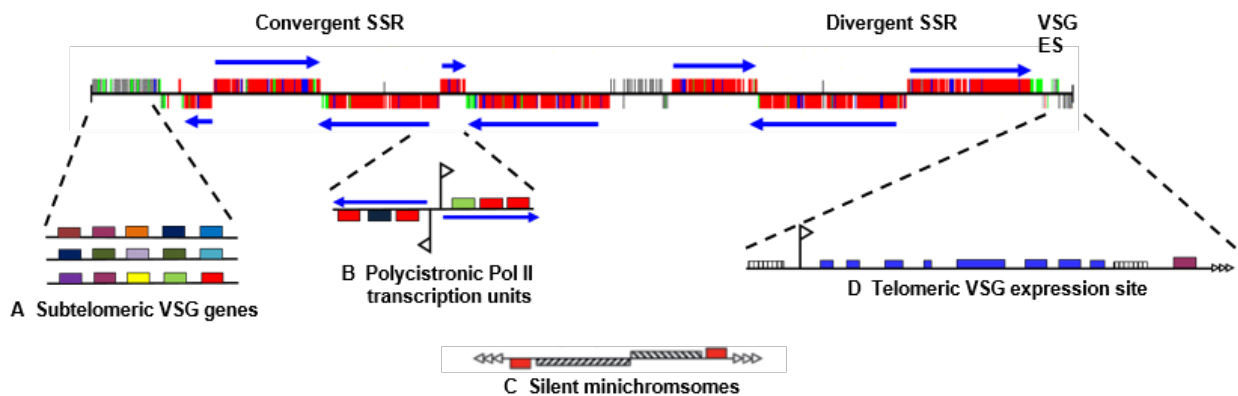 Convergent SSR
Divergent SSR
VSG
ES
A Subtelomeric VSG genes
B Polycistronic Pol II
transcription units
D Telomeric VSG expression site
C Silent minichromsomes